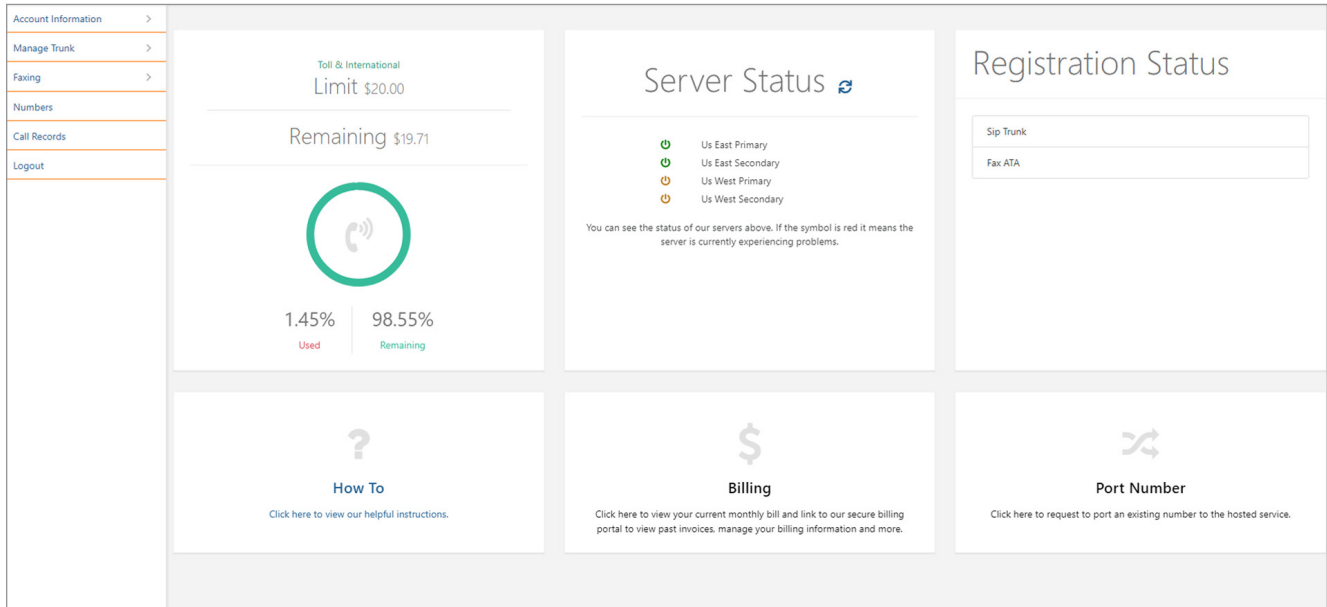 Account Information
Manage Trunk
Faxing
Numbers
Call Records
Logout
Toll & International
Limit $20.00
Remaining $19.71
1.45%
98.55%
Used
Remaining
Server Status
Us East Primary
Us East Secondary
Us West Primary
Us West Secondary
You can see the status of our servers above. If the symbol is red it means the
server is currently experiencing problems.
Registration Status
Sip Trunk
Fax ATA
?
How To
Click here to view our helpful instructions.
$
Billing
Click here to view your current monthly bill and link to our secure billing
portal to view past invoices, manage your billing information and more.
Port Number
Click here to request to port an existing number to the hosted service.